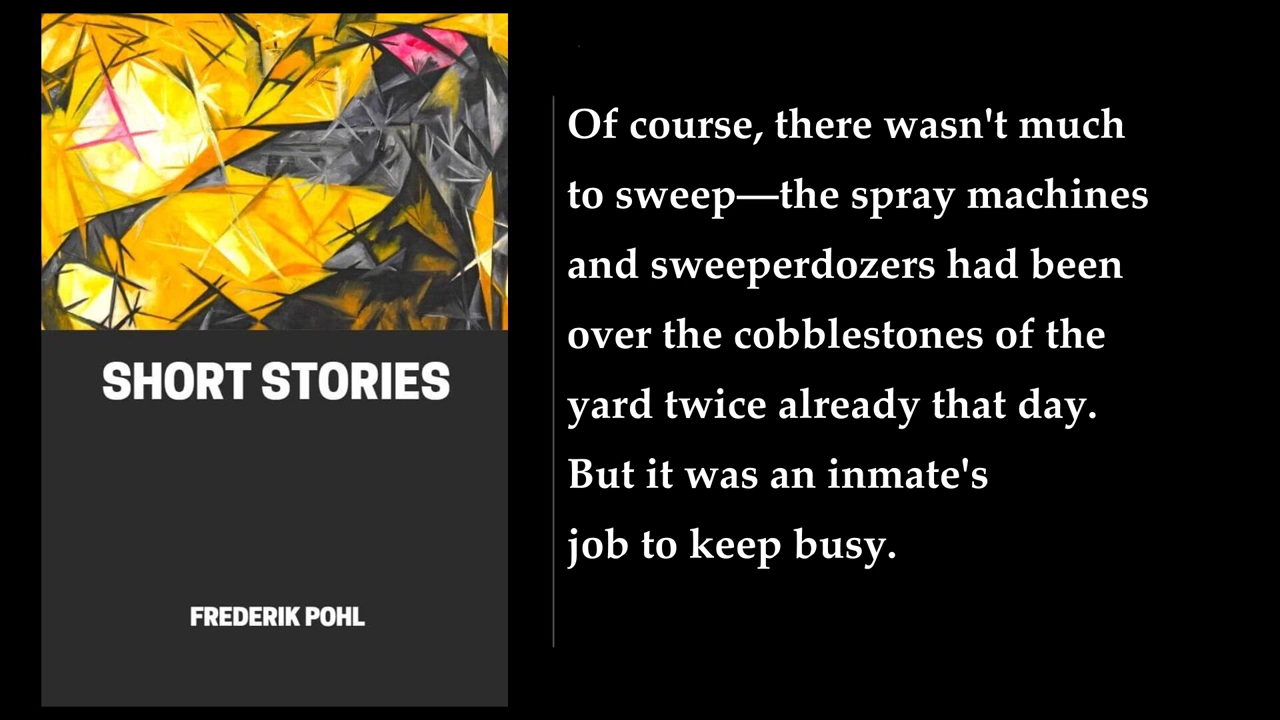 SHORT STORIES
FREDERIK POHL
Of course, there wasn't much
to sweep—the spray machines
and sweeperdozers had been
over the cobblestones of the
yard twice already that day.
But it was an inmate's
job to keep busy.